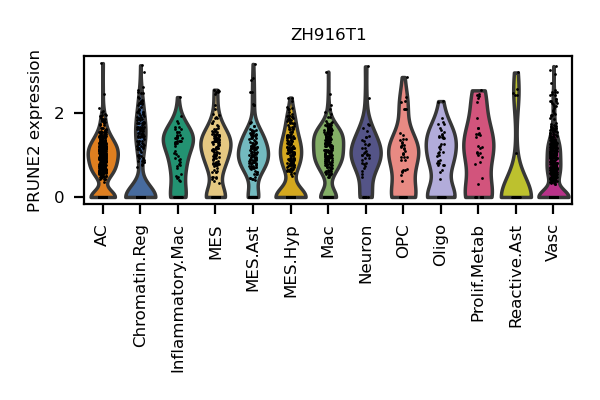 ZH916T1
PRUNE2 expression
2
0
AC
Chromatin.Reg
Inflammatory.Mac
MES
MES.Ast
MES.Hyp
Mac
Neuron
OPC
Oligo
Prolif.Metab
Reactive.Ast
Vasc